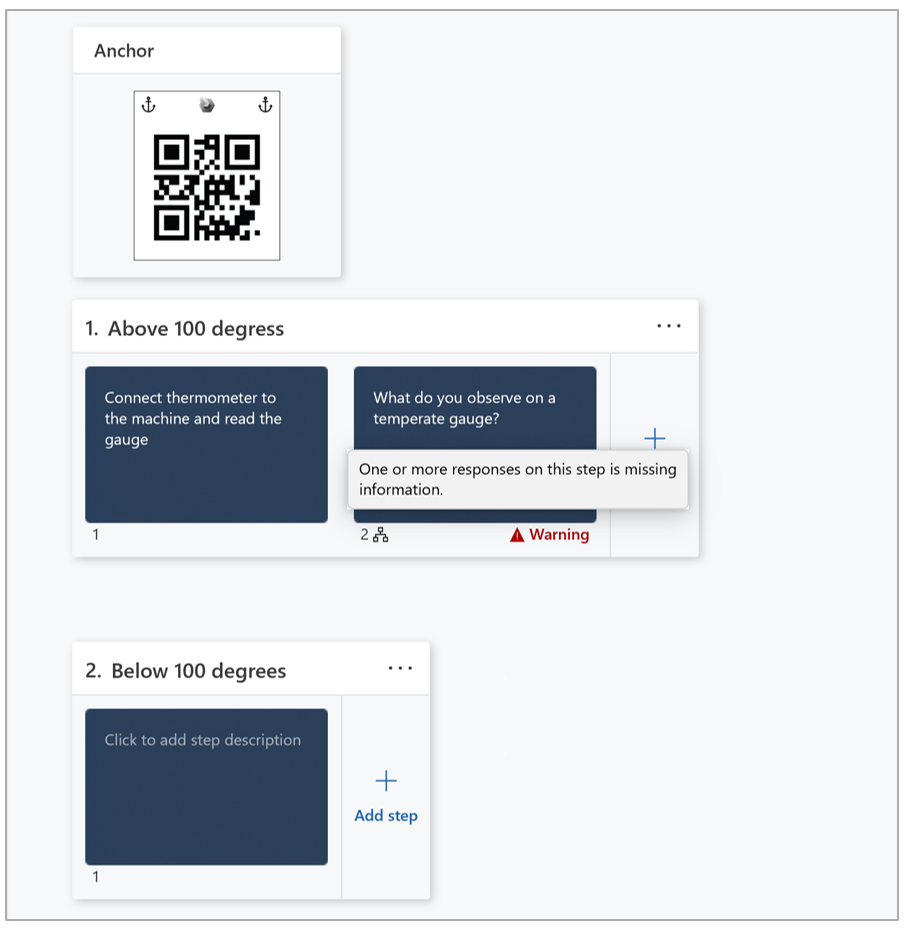 Anchor
1. Above 100 degress
...
Connect thermometer to
the machine and read the
gauge
1
What do you observe on a
temperate gauge?
One or more responses on this step is missing
information.
2
Warning
2. Below 100 degrees
...
Click to add step description
1
Add step